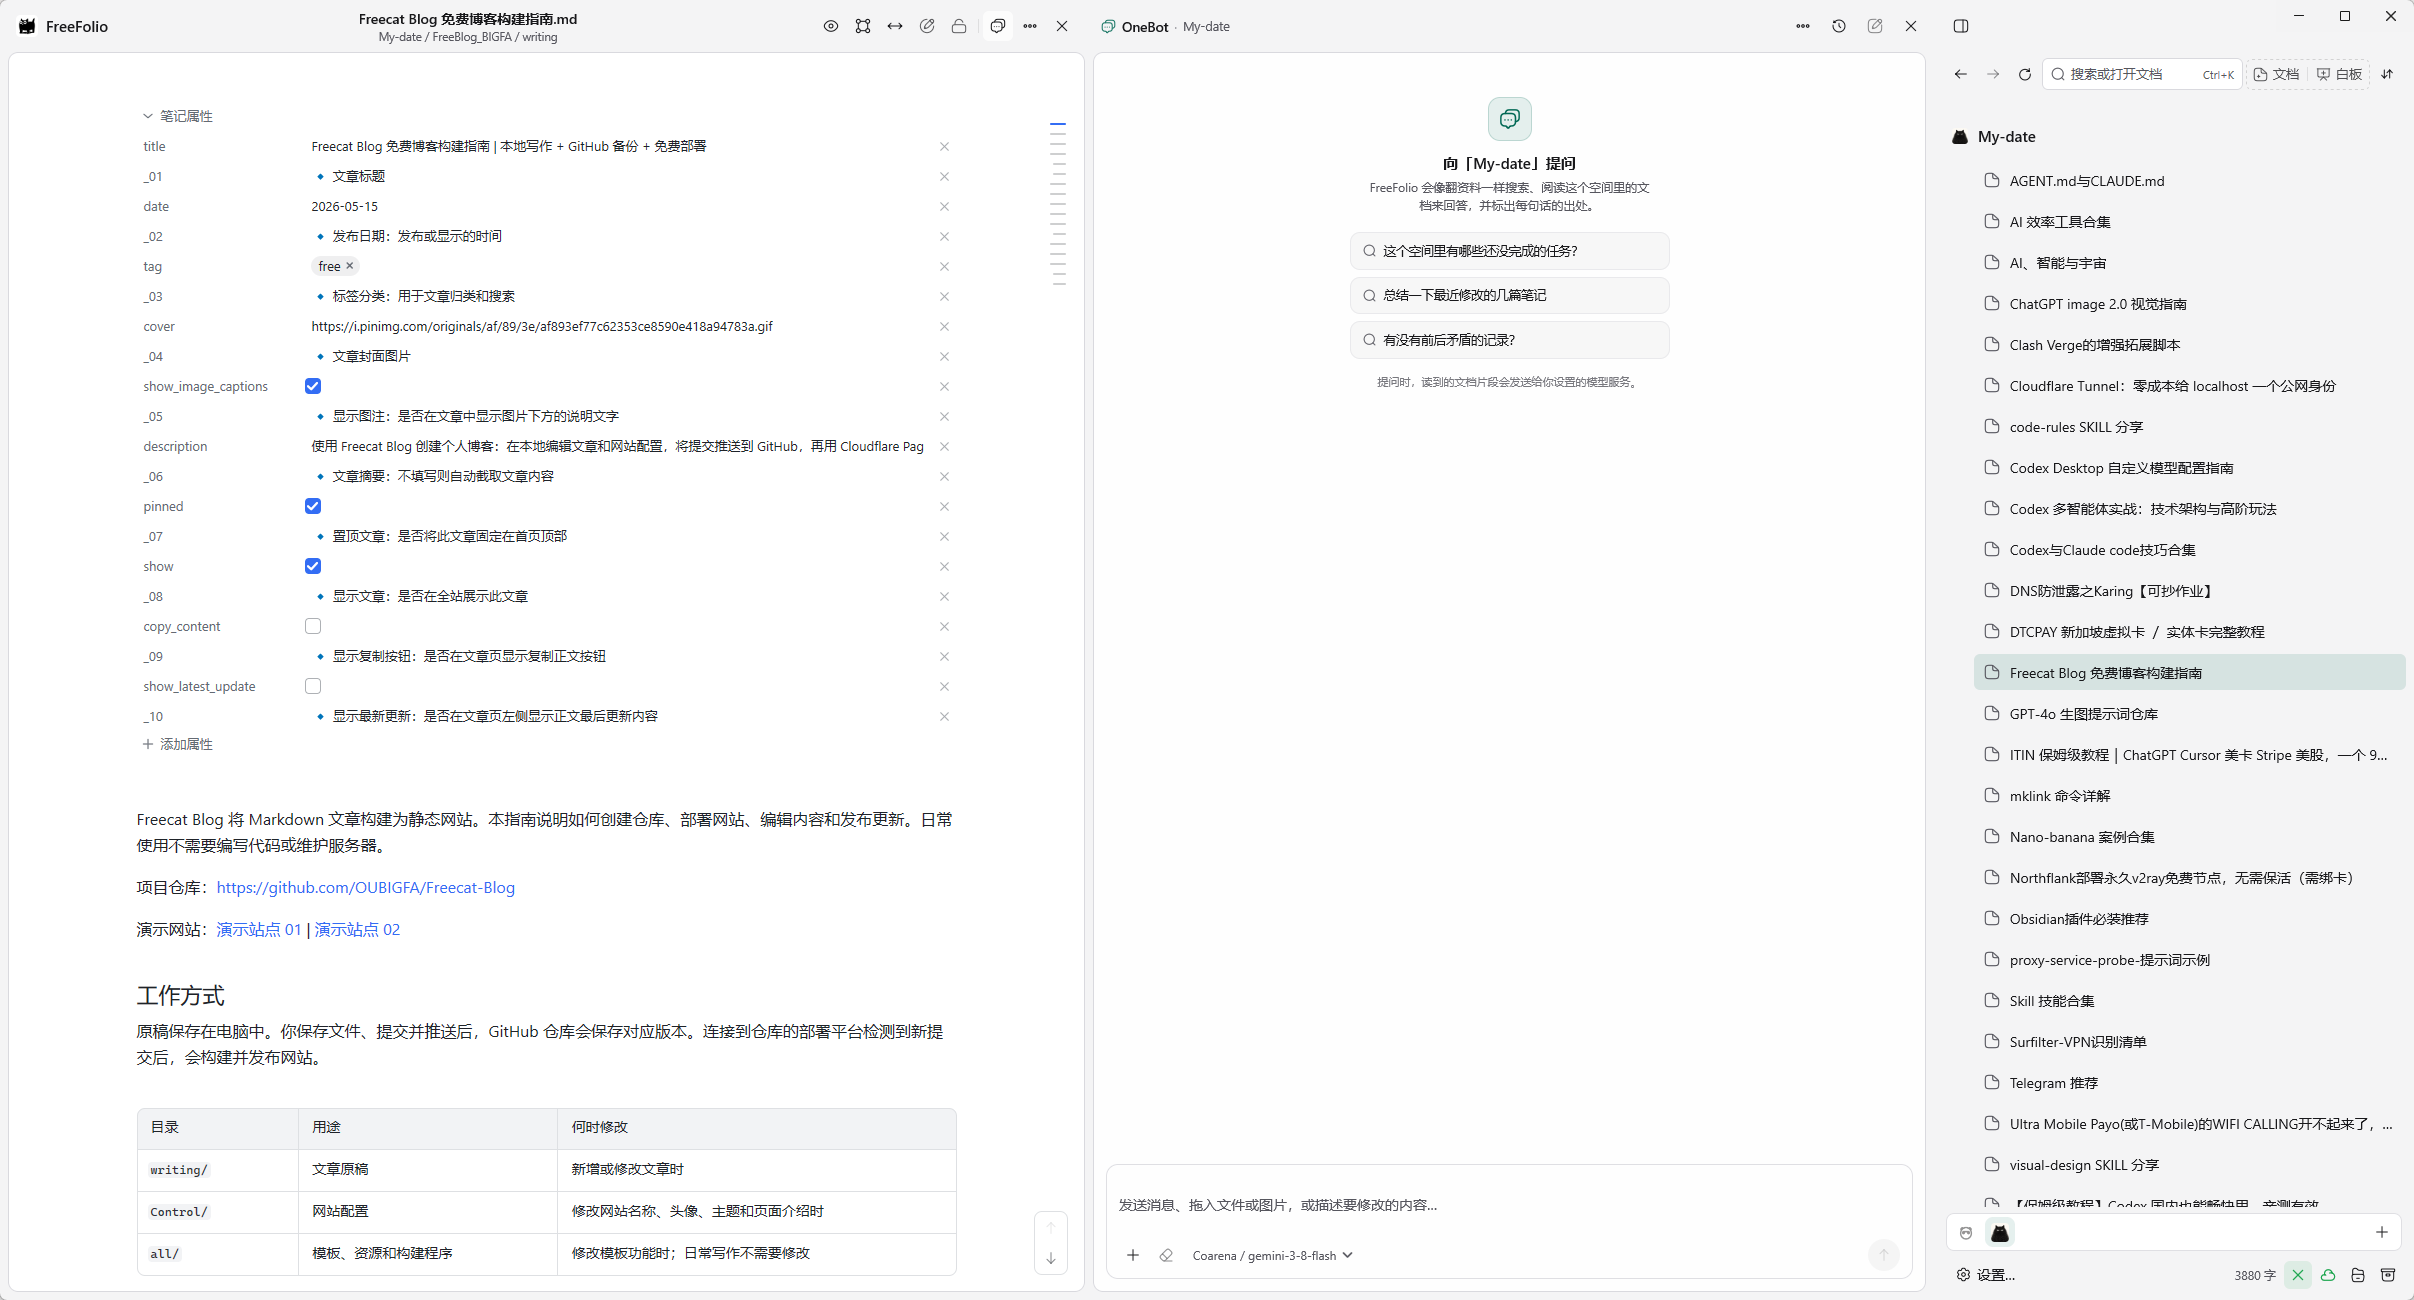 FreeFolio
Freecat Blog 免费博客构建指南.md
My-date / FreeBlog_BIGFA / writing
笔记属性
title Freecat Blog 免费博客构建指南 | 本地写作 + GitHub 备份 + 免费部署
_01 🔹 文章标题
date 2026-05-15
_02 🔹 发布日期：发布或显示的时间
tag free ×
_03 🔹 标签分类：用于文章归类和搜索
cover https://i.pinimg.com/originals/af/89/3e/af893ef77c62353ce8590e418a94783a.gif
_04 🔹 文章封面图片
show_image_captions
_05 🔹 显示图注：是否在文章中显示图片下方的说明文字
description 使用 Freecat Blog 创建个人博客：在本地编辑文章和网站配置，将提交推送到 GitHub，再用 Cloudflare Pag
_06 🔹 文章摘要：不填写则自动截取文章内容
pinned
_07 🔹 置顶文章：是否将此文章固定在首页顶部
show
_08 🔹 显示文章：是否在全站展示此文章
copy_content
_09 🔹 显示复制按钮：是否在文章页显示复制正文按钮
show_latest_update
_10 🔹 显示最新更新：是否在文章页左侧显示正文最后更新内容
添加属性
Freecat Blog 将 Markdown 文章构建为静态网站。本指南说明如何创建仓库、部署网站、编辑内容和发布更新。日常
使用不需要编写代码或维护服务器。
项目仓库：https://github.com/OUBIGFA/Freecat-Blog
演示网站：演示站点 01 | 演示站点 02
工作方式
原稿保存在电脑中。你保存文件、提交并推送后，GitHub 仓库会保存对应版本。连接到仓库的部署平台检测到新提
交后，会构建并发布网站。
目录 用途 何时修改
writing/ 文章原稿 新增或修改文章时
Control/ 网站配置 修改网站名称、头像、主题和页面介绍时
all/ 模板、资源和构建程序 修改模板功能时；日常写作不需要修改
OneBot · My-date
向「My-date」提问
FreeFolio 会像翻资料一样搜索、阅读这个空间里的文
档来回答，并标出每句话的出处。
这个空间里有哪些还没完成的任务？
总结一下最近修改的几篇笔记
有没有前后矛盾的记录？
提问时，读到的文档片段会发送给你设置的模型服务。
发送消息、拖入文件或图片，或描述要修改的内容...
Coarena / gemini-3-8-flash
搜索或打开文档 Ctrl+K 文档 白板
My-date
AGENT.md与CLAUDE.md
AI 效率工具合集
AI、智能与宇宙
ChatGPT image 2.0 视觉指南
Clash Verge的增强拓展脚本
Cloudflare Tunnel：零成本给 localhost 一个公网身份
code-rules SKILL 分享
Codex Desktop 自定义模型配置指南
Codex 多智能体实战：技术架构与高阶玩法
Codex与Claude code技巧合集
DNS防泄露之Karing【可抄作业】
DTCPAY 新加坡虚拟卡 / 实体卡完整教程
Freecat Blog 免费博客构建指南
GPT-4o 生图提示词仓库
ITIN 保姆级教程 | ChatGPT Cursor 美卡 Stripe 美股，一个 9...
mklink 命令详解
Nano-banana 案例合集
Northflank部署永久v2ray免费节点，无需保活（需绑卡）
Obsidian插件必装推荐
proxy-service-probe-提示词示例
Skill 技能合集
Surfilter-VPN识别清单
Telegram 推荐
Ultra Mobile Payo(或T-Mobile)的WIFI CALLING开不起来了，...
visual-design SKILL 分享
【保姆级教程】Codex 国内也能畅快用，亲测有效
设置... 3880 字